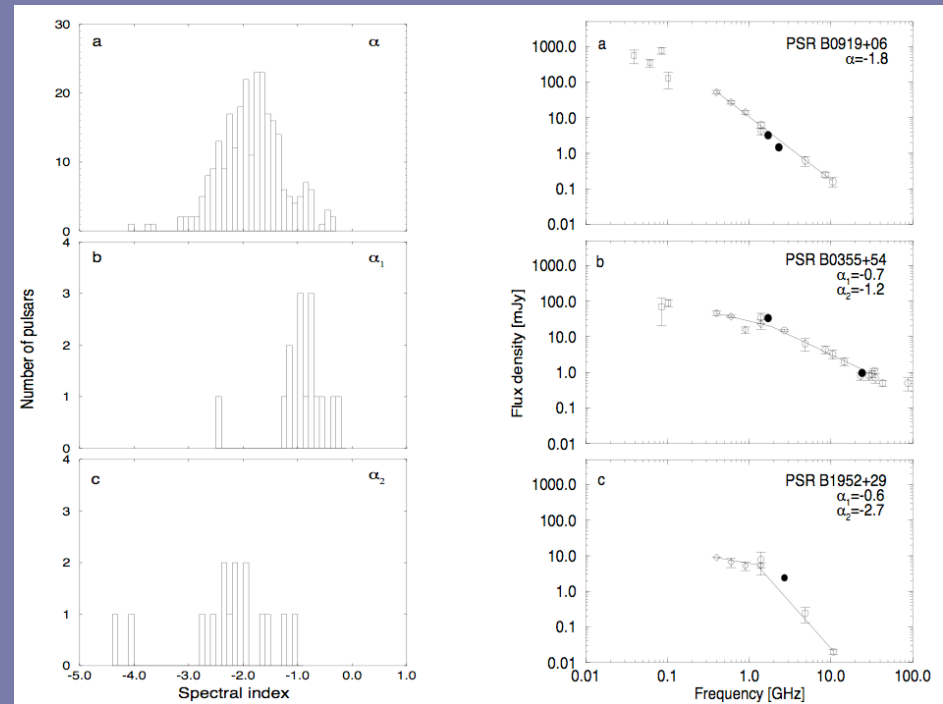 30
a
α
20
10
0
4
b
α1
3
2
1
0
4
c
α2
3
2
1
0
-5.0 -4.0 -3.0 -2.0 -1.0 0.0 1.0
Spectral index
Number of pulsars
a
PSR B0919+06
α=-1.8
1000.0
100.0
10.0
1.0
0.1
0.01
b
PSR B0355+54
α1=-0.7
α2=-1.2
1000.0
100.0
10.0
1.0
0.1
0.01
c
PSR B1952+29
α1=-0.6
α2=-2.7
1000.0
100.0
10.0
1.0
0.1
0.01
0.01 0.1 1.0 10.0 100.0
Frequency [GHz]
Flux density [mJy]